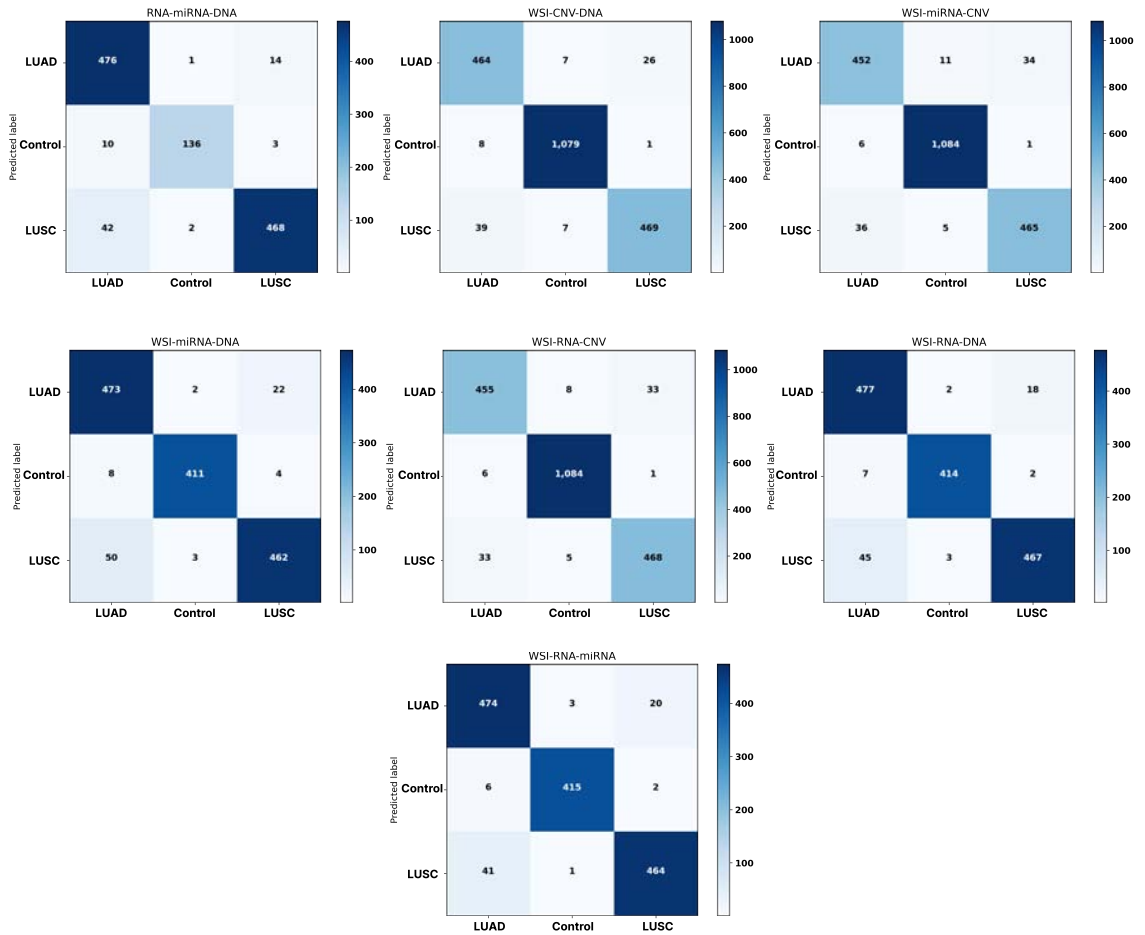 RNA-miRNA-DNA
LUAD 476 1 14
Control 10 136 3
LUSC 42 2 468
LUAD Control LUSC
Predicted label
400
300
200
100
WSI-CNV-DNA
LUAD 464 7 26
Control 8 1,079 1
LUSC 39 7 469
LUAD Control LUSC
Predicted label
1000
800
600
400
200
WSI-miRNA-CNV
LUAD 452 11 34
Control 6 1,084 1
LUSC 36 5 465
LUAD Control LUSC
Predicted label
1000
800
600
400
200
WSI-miRNA-DNA
LUAD 473 2 22
Control 8 411 4
LUSC 50 3 462
LUAD Control LUSC
Predicted label
400
300
200
100
WSI-RNA-CNV
LUAD 455 8 33
Control 6 1,084 1
LUSC 33 5 468
LUAD Control LUSC
Predicted label
1000
800
600
400
200
WSI-RNA-DNA
LUAD 477 2 18
Control 7 414 2
LUSC 45 3 467
LUAD Control LUSC
Predicted label
400
300
200
100
WSI-RNA-miRNA
LUAD 474 3 20
Control 6 415 2
LUSC 41 1 464
LUAD Control LUSC
Predicted label
400
300
200
100